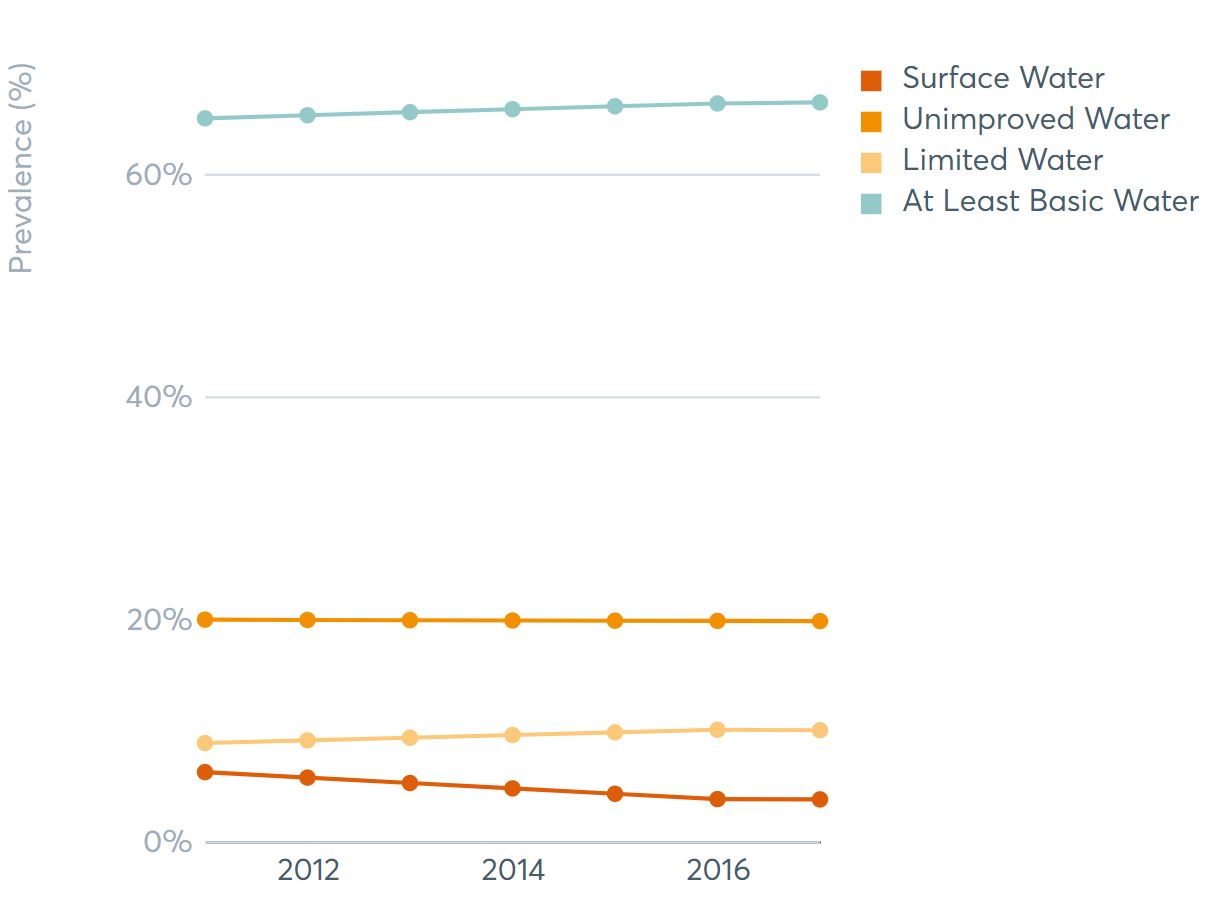 Prevalence (%)
60%
40%
20%
0%
2012
2014
2016
Surface Water
Unimproved Water
Limited Water
At Least Basic Water